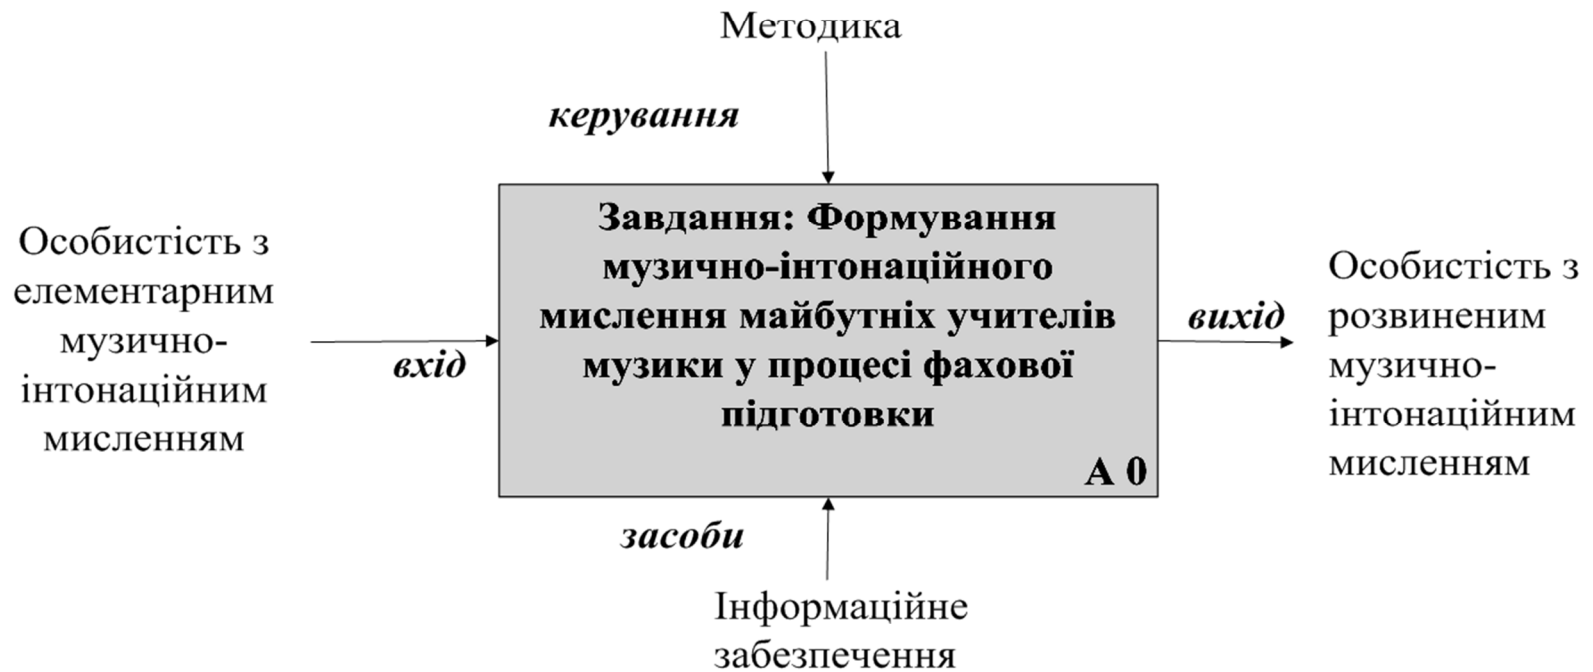 Методика
керування
Завдання: Формування
музично-інтонаційного
мислення майбутніх учителів
музики у процесі фахової
підготовки
А 0
Особистість з
елементарним
музично-
інтонаційним
мисленням
вхід
вихід
Особистість з
розвиненим
музично-
інтонаційним
мисленням
засоби
Інформаційне
забезпечення